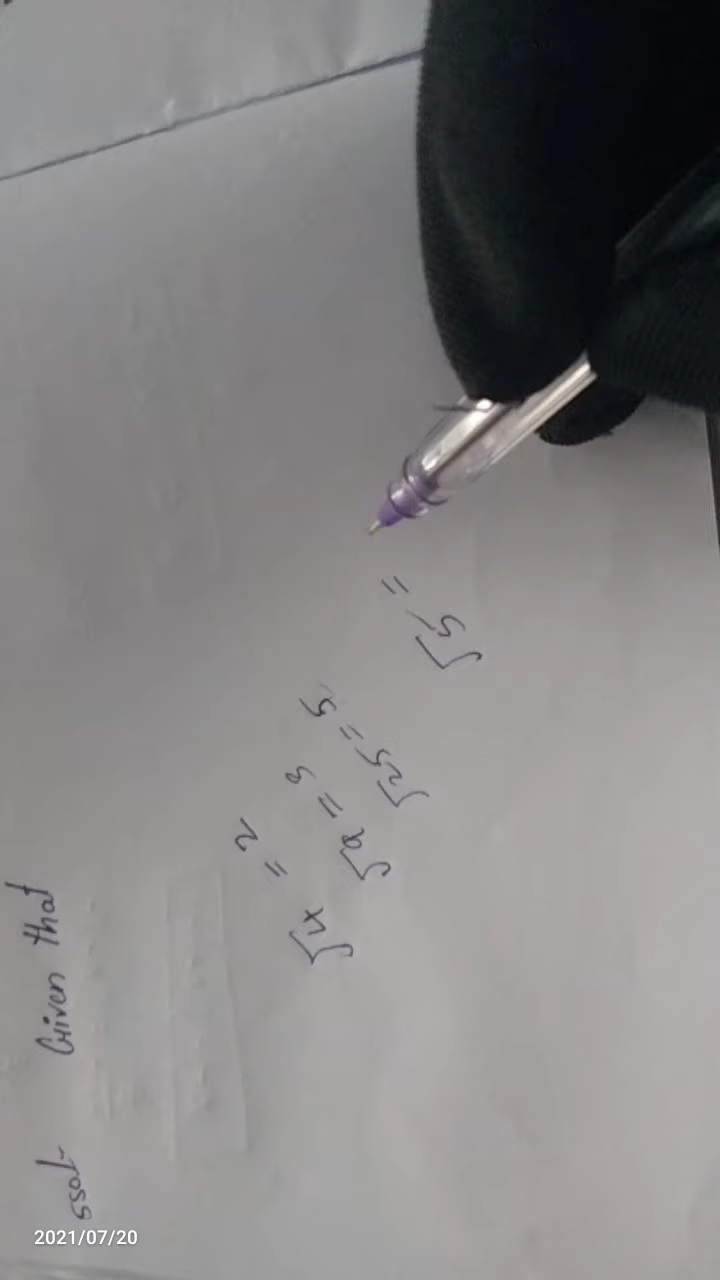 Given that
√4 = 2
√9 = 3
√25 = 5
√5 =
2021/07/20